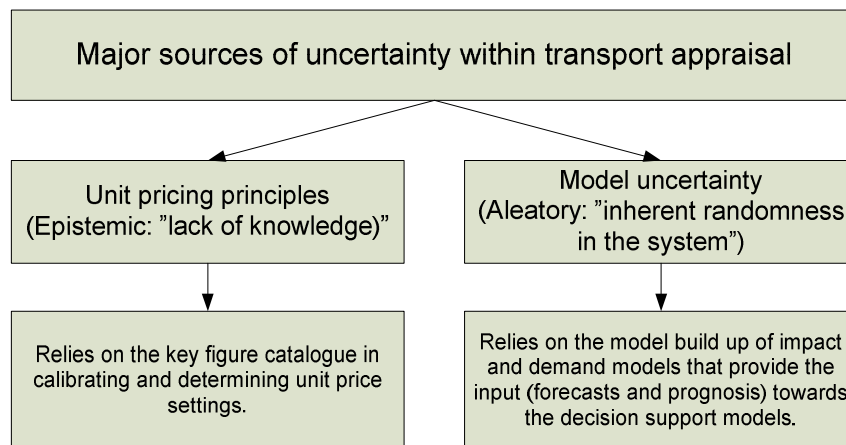 Major sources of uncertainty within transport appraisal
Unit pricing principles
(Epistemic: ”lack of knowledge)”
Model uncertainty
(Aleatory: ”inherent randomness
in the system”)
Relies on the key figure catalogue in
calibrating and determining unit price
settings.
Relies on the model build up of impact
and demand models that provide the
input (forecasts and prognosis) towards
the decision support models.